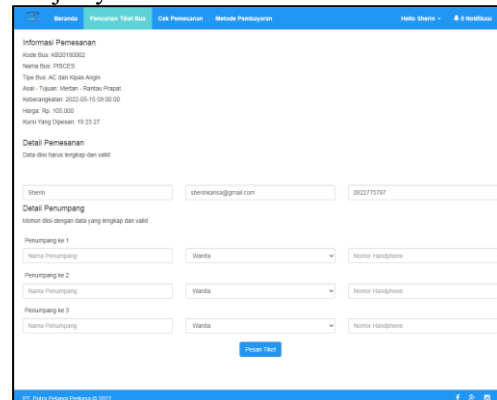 Beranda Pencarian Tiket Bus Cek Pemesanan Metode Pembayaran Hello Sherin 0 Notifikasi
Informasi Pemesanan
Kode Bus: KB20160002
Nama Bus: PISCES
Tipe Bus: AC dan Kipas Angin
Asal - Tujuan: Medan - Rantau Prapat
Keberangkatan: 2022-05-15 09:00:00
Harga: Rp. 105,000
Kursi Yang Dipesan: 19 23 27
Detail Pemesanan
Data diisi harus lengkap dan valid
Sherin sherinkarisa@gmail.com 0822775797
Detail Penumpang
Mohon diisi dengan data yang lengkap dan valid
Penumpang ke 1
Nama Penumpang Wanita Nomor Handphone
Penumpang ke 2
Nama Penumpang Wanita Nomor Handphone
Penumpang ke 3
Nama Penumpang Wanita Nomor Handphone
Pesan Tiket
PT. Putra Pelangi Perkasa © 2022